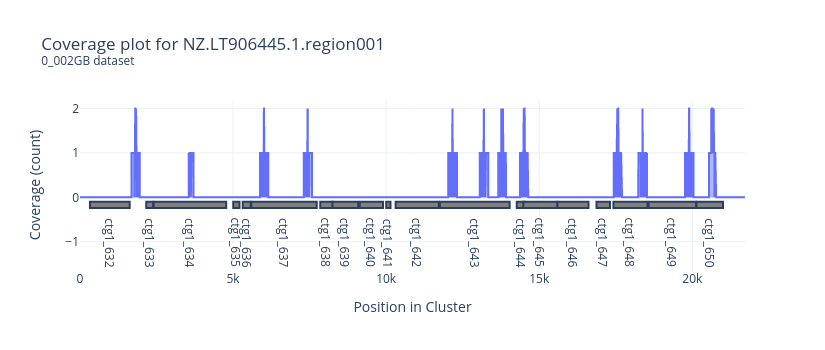 Coverage plot for NZ.LT906445.1.region001
0_002GB dataset
Coverage (count)
2
1
0
−1
ctg1_632
ctg1_633
ctg1_634
ctg1_635
ctg1_636
ctg1_637
ctg1_638
ctg1_639
ctg1_640
ctg1_641
ctg1_642
ctg1_643
ctg1_644
ctg1_645
ctg1_646
ctg1_647
ctg1_648
ctg1_649
ctg1_650
0
5k
10k
15k
20k
Position in Cluster